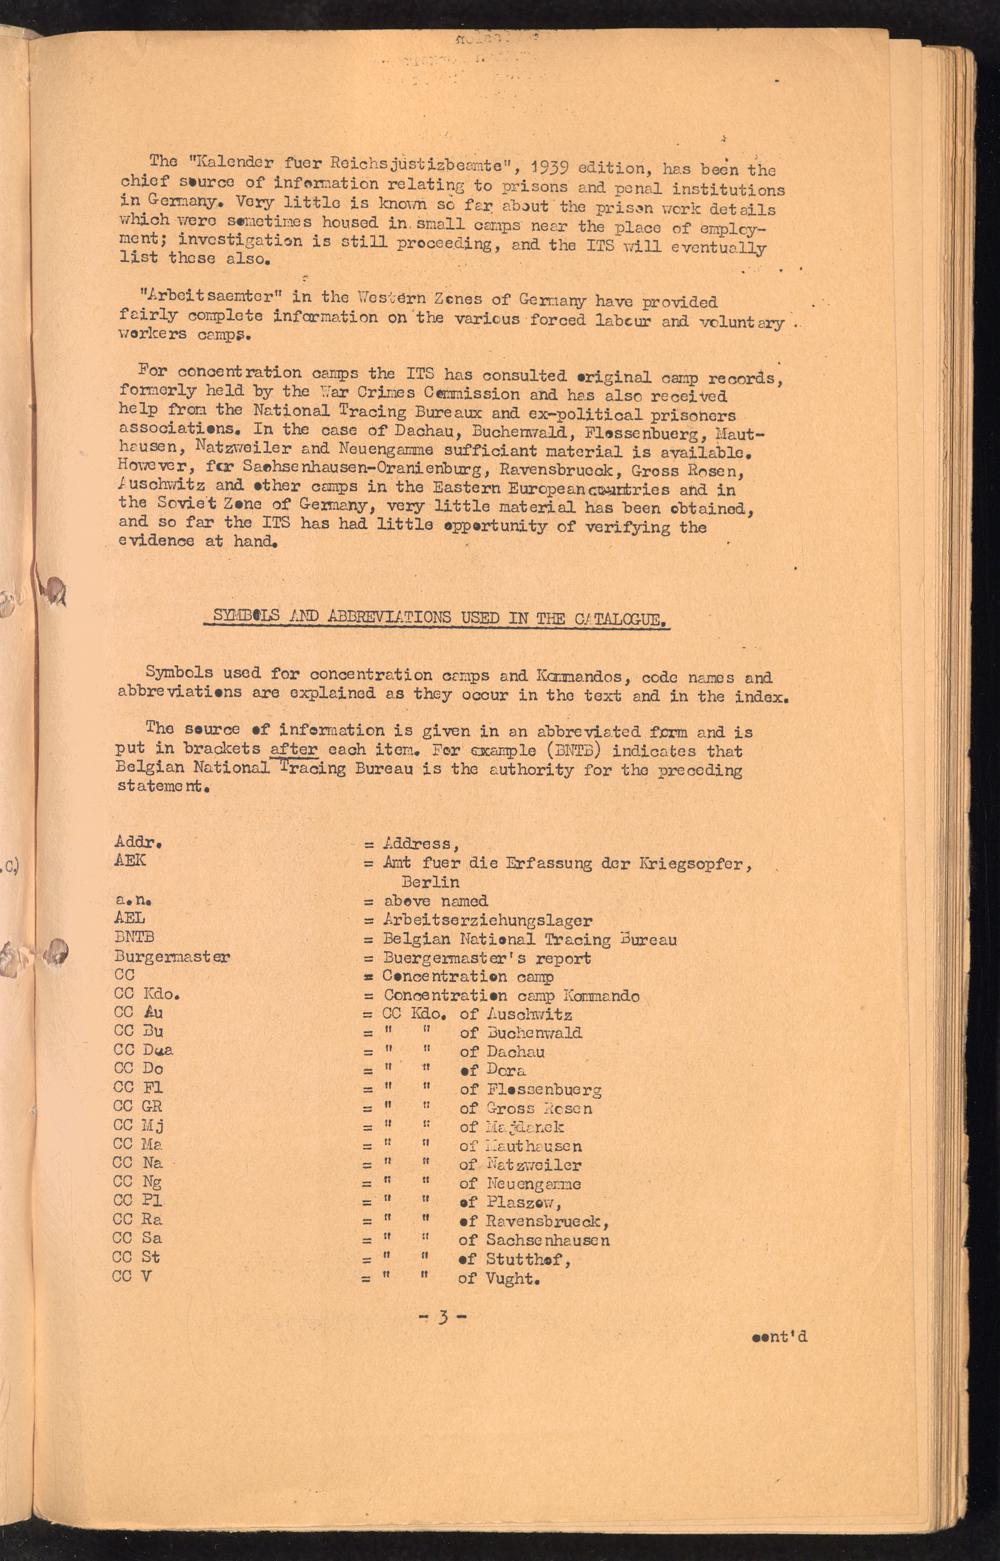 The "Kalender fuer Reichsjustizbeamte", 1939 edition, has been the
chief source of information relating to prisons and penal institutions
in Germany. Very little is known so far about the prison work details
which were sometimes housed in small camps near the place of employ-
ment; investigation is still proceeding, and the ITS will eventually
list these also.
"Arbeitsaemter" in the Western Zones of Germany have provided
fairly complete information on the various forced labour and voluntary
workers camps.
For concentration camps the ITS has consulted original camp records,
formerly held by the War Crimes Commission and has also received
help from the National Tracing Bureaux and ex-political prisoners
associations. In the case of Dachau, Buchenwald, Flossenbuerg, Maut-
hausen, Natzweiler and Neuengamme sufficient material is available.
However, for Sachsenhausen-Oranienburg, Ravensbrueck, Gross Rosen,
Auschwitz and other camps in the Eastern European countries and in
the Soviet Zone of Germany, very little material has been obtained,
and so far the ITS has had little opportunity of verifying the
evidence at hand.
SYMBOLS AND ABBREVIATIONS USED IN THE CATALOGUE.
Symbols used for concentration camps and Kommandos, code names and
abbreviations are explained as they occur in the text and in the index.
The source of information is given in an abbreviated form and is
put in brackets after each item. For example (BNTB) indicates that
Belgian National Tracing Bureau is the authority for the preceding
statement.
Addr. = Address,
AEK = Amt fuer die Erfassung der Kriegsopfer,
Berlin
a.n. = above named
AEL = Arbeitserziehungslager
BNTB = Belgian National Tracing Bureau
Burgermaster = Buergermaster's report
CC = Concentration camp
CC Kdo. = Concentration camp Kommando
CC Au = CC Kdo. of Auschwitz
CC Bu = " " of Buchenwald
CC Dua = " " of Dachau
CC Do = " " of Dora
CC Fl = " " of Flossenbuerg
CC GR = " " of Gross Rosen
CC Mj = " " of Majdanek
CC Ma = " " of Mauthausen
CC Na = " " of Natzweiler
CC Ng = " " of Neuengamme
CC Pl = " " of Plaszow,
CC Ra = " " of Ravensbrueck,
CC Sa = " " of Sachsenhausen
CC St = " " of Stutthof,
CC V = " " of Vught.
- 3 -
cont'd
.C.)